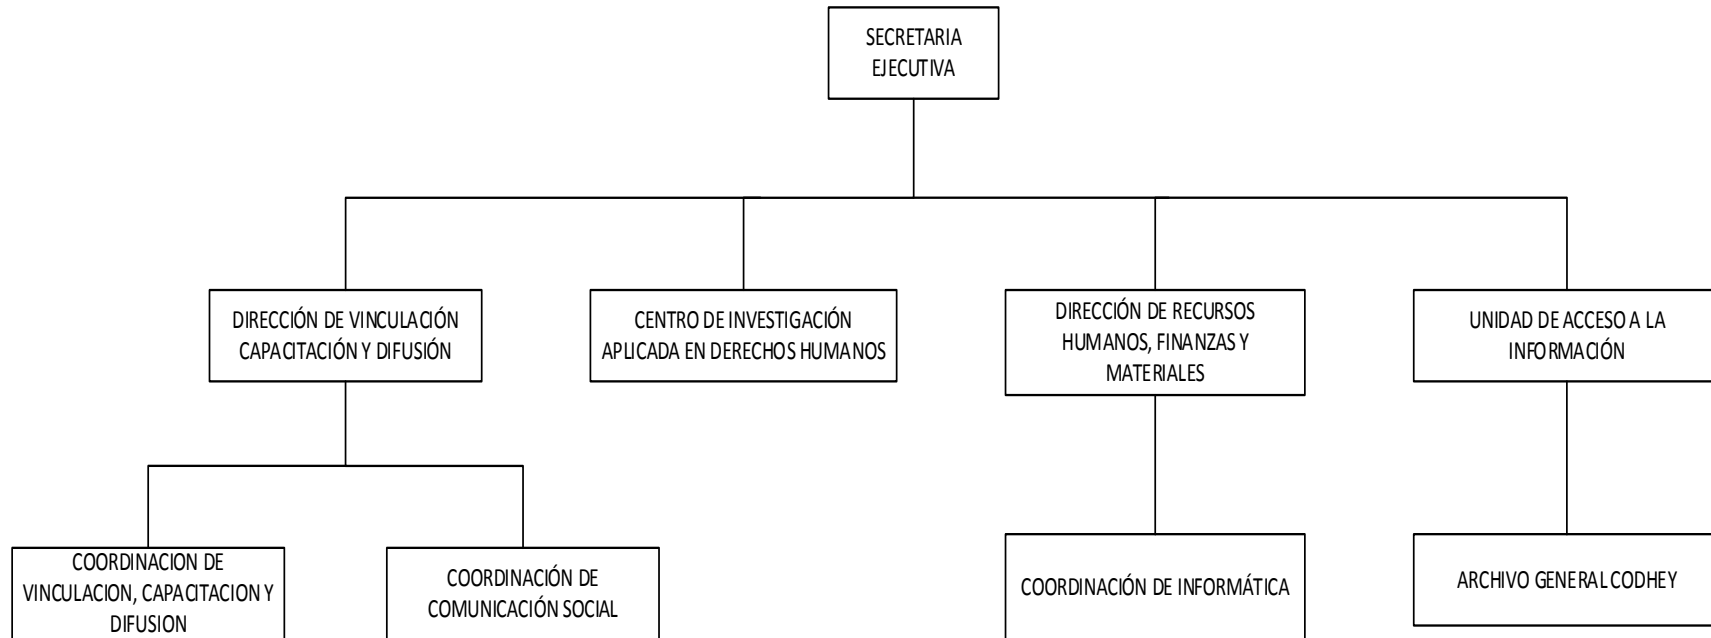 SECRETARIA
EJECUTIVA
DIRECCIÓN DE VINCULACIÓN
CAPACITACIÓN Y DIFUSIÓN
CENTRO DE INVESTIGACIÓN
APLICADA EN DERECHOS HUMANOS
DIRECCIÓN DE RECURSOS
HUMANOS, FINANZAS Y
MATERIALES
UNIDAD DE ACCESO A LA
INFORMACIÓN
COORDINACION DE
VINCULACION, CAPACITACION Y
DIFUSION
COORDINACIÓN DE
COMUNICACIÓN SOCIAL
COORDINACIÓN DE INFORMÁTICA
ARCHIVO GENERAL CODHEY